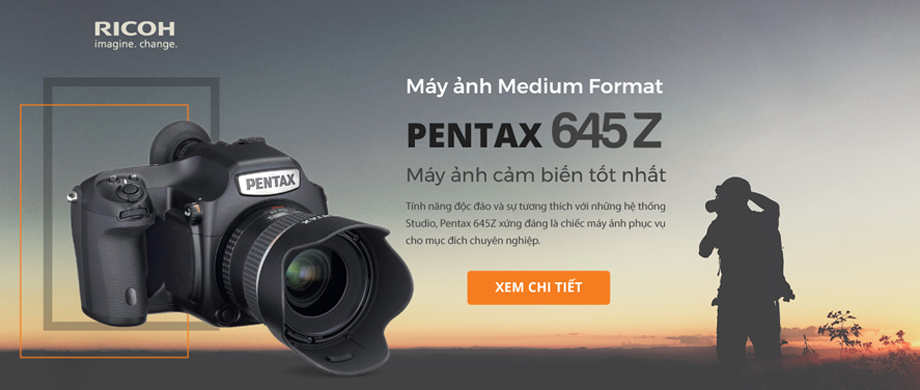 RICOH
imagine. change.
Máy ảnh Medium Format
PENTAX 645Z
Máy ảnh cảm biến tốt nhất
Tính năng độc đáo và sự tương thích với những hệ thống
Studio, Pentax 645Z xứng đáng là chiếc máy ảnh phục vụ
cho mục đích chuyên nghiệp.
XEM CHI TIẾT
PENTAX